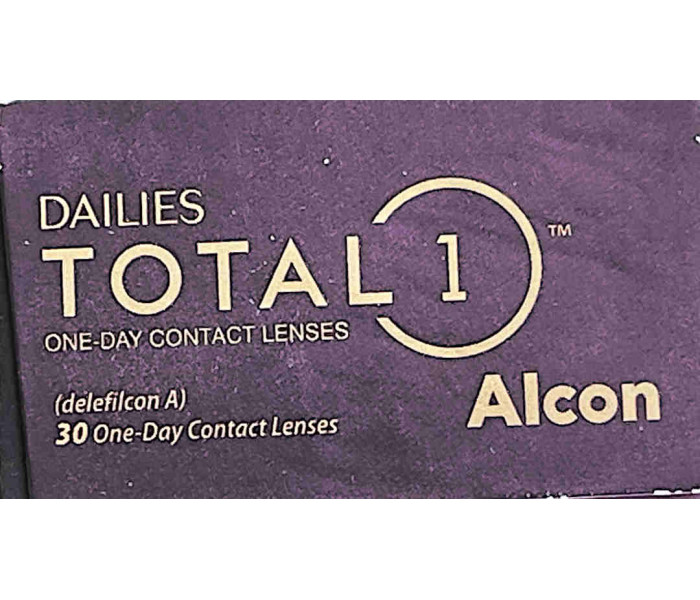 DAILIES
TOTAL 1™
ONE-DAY CONTACT LENSES
(delefilcon A)
30 One-Day Contact Lenses
Alcon